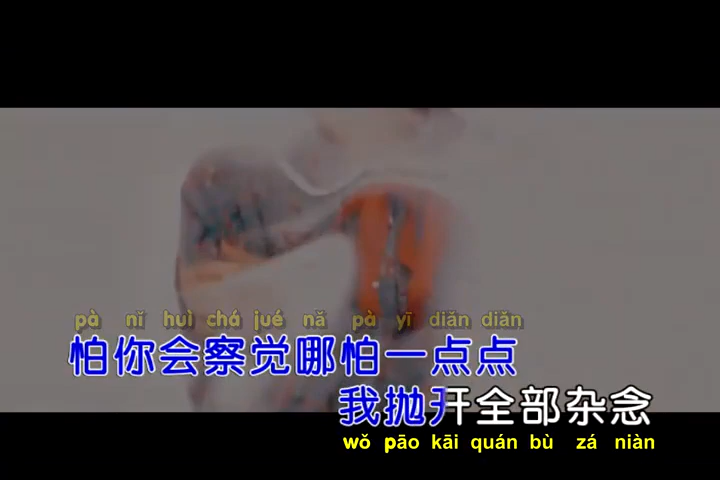 pà nǐ huì chá jué nǎ pà yī diǎn diǎn
怕你会察觉哪怕一点点
我抛开全部杂念
wǒ pāo kāi quán bù zá niàn